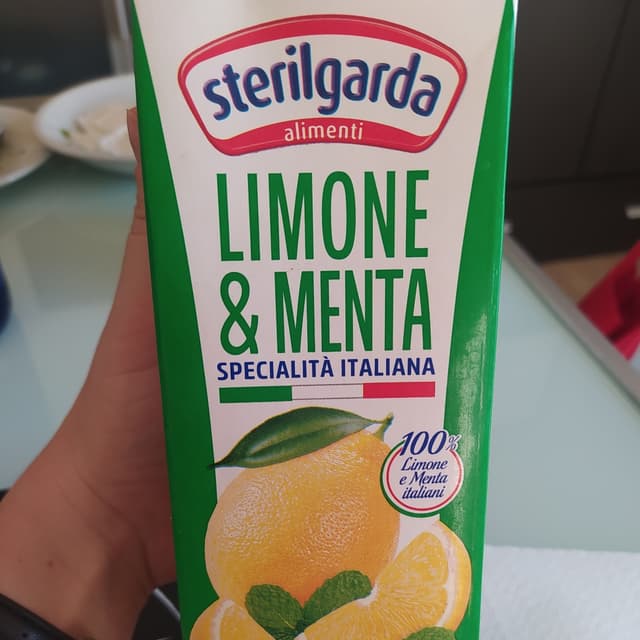 sterilgarda
alimenti
LIMONE
& MENTA
SPECIALITÀ ITALIANA
100%
Limone
e Menta
italiani